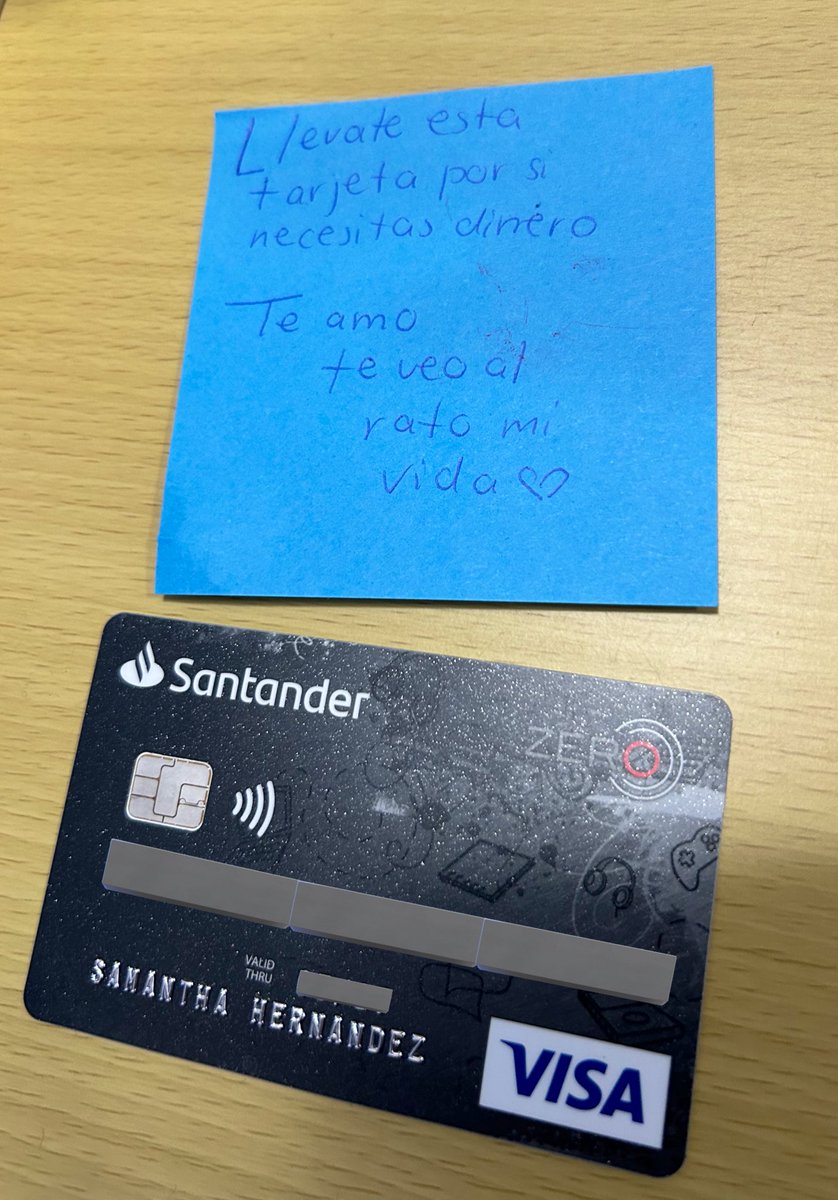 Llevate esta
tarjeta por si
necesitas dinero
Te amo
te veo al
rato mi
vida
Santander
ZERO
VALID
THRU
SAMANTHA HERNANDEZ
VISA